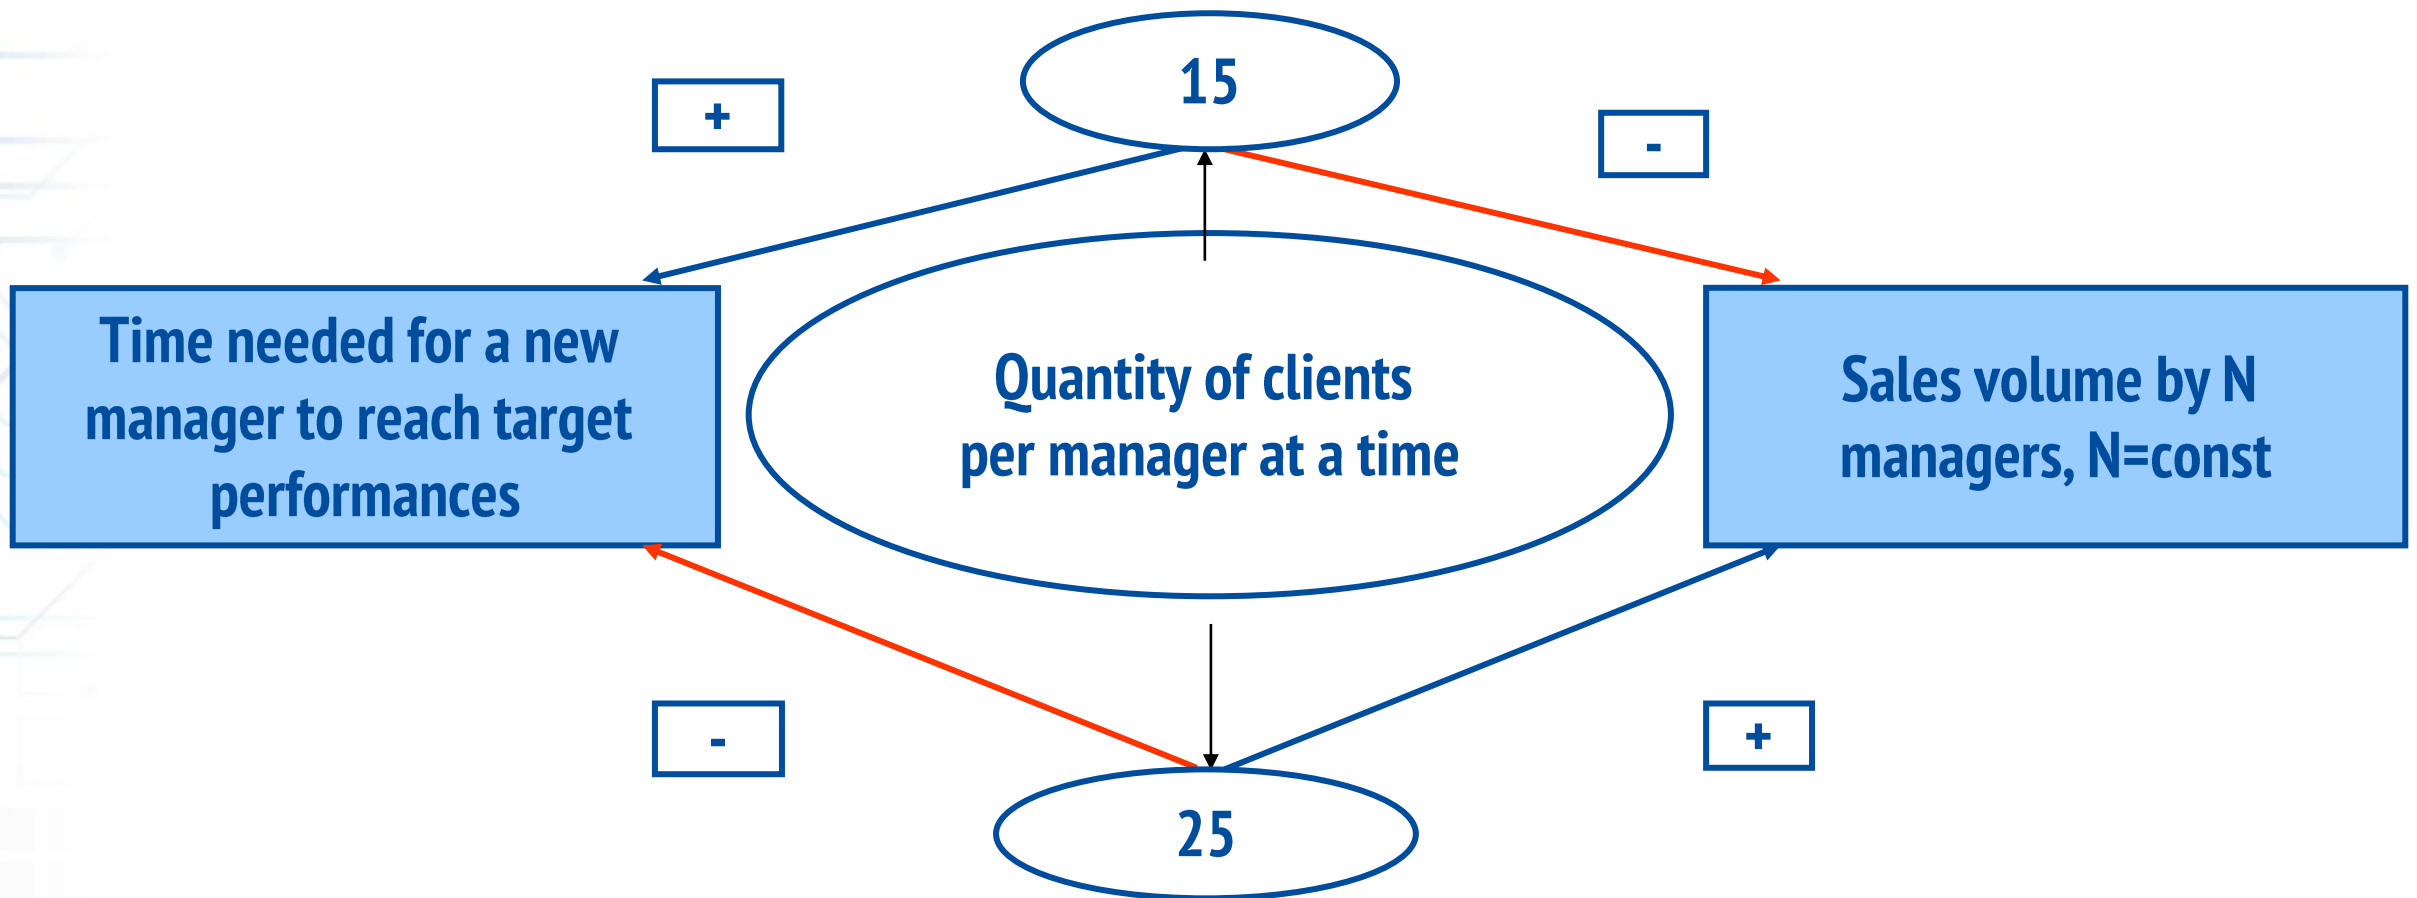 15
+
-
Time needed for a new
manager to reach target
performances
Quantity of clients
per manager at a time
Sales volume by N
managers, N=const
-
+
25